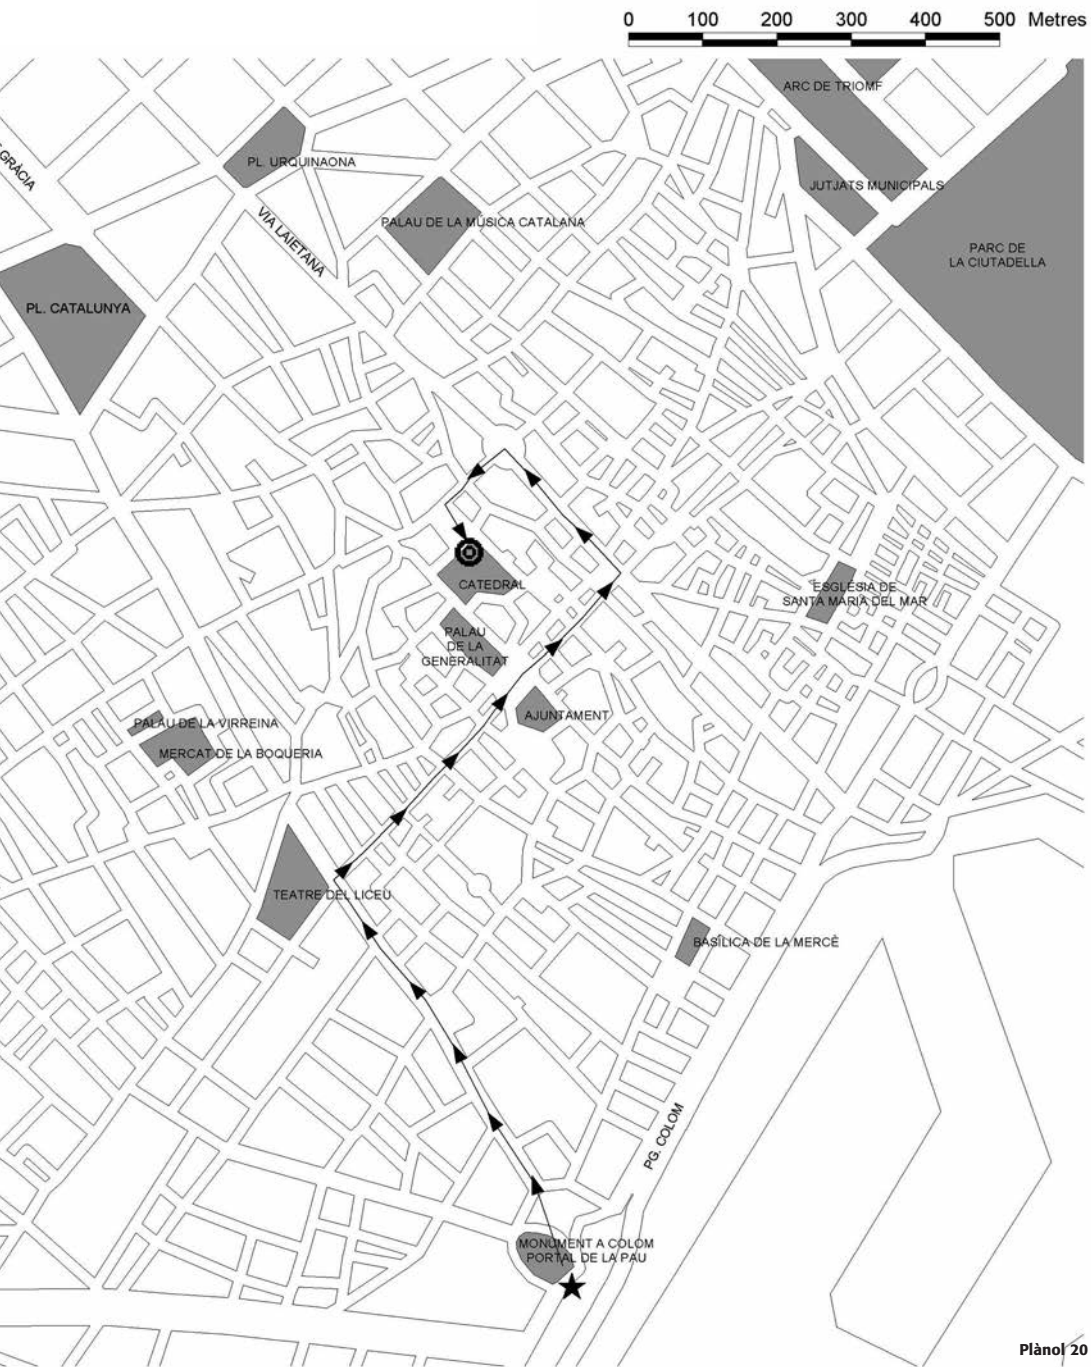 0 100 200 300 400 500 Metres
ARC DE TRIOMF
GRÀCIA
PL. URQUINAONA
JUTJATS MUNICIPALS
VIA LAIETANA
PALAU DE LA MÚSICA CATALANA
PARC DE
LA CIUTADELLA
PL. CATALUNYA
CATEDRAL
ESGLÉSIA DE
SANTA MARIA DEL MAR
PALAU
DE LA
GENERALITAT
AJUNTAMENT
PALAU DE LA VIRREINA
MERCAT DE LA BOQUERIA
TEATRE DEL LICEU
BASÍLICA DE LA MERCÈ
PG. COLOM
MONUMENT A COLOM
PORTAL DE LA PAU
Plànol 20